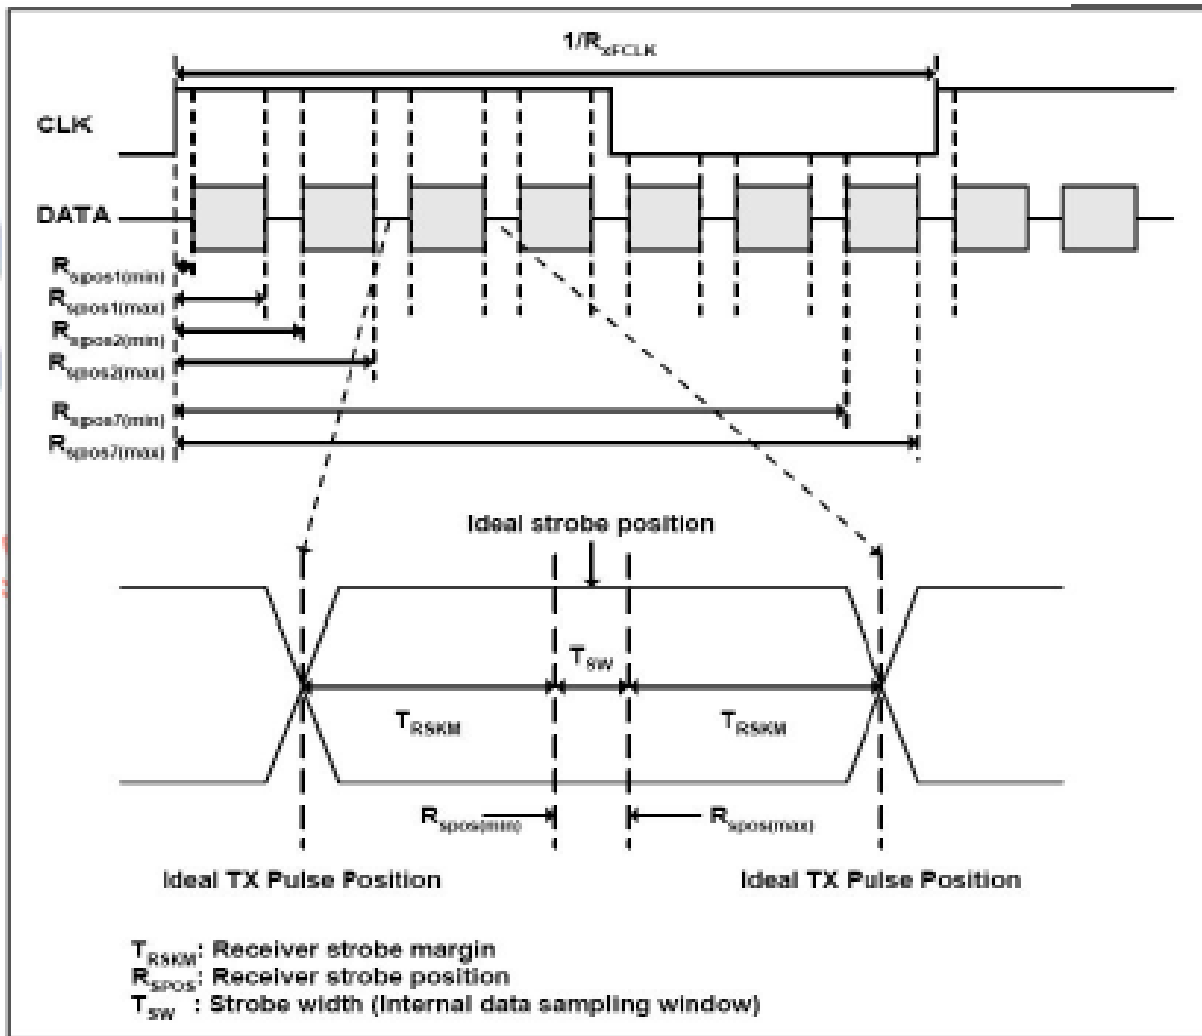 1/RxFCLK
CLK
DATA
Rspos1(min)
Rspos1(max)
Rspos2(min)
Rspos2(max)
Rspos7(min)
Rspos7(max)
Ideal strobe position
TSW
TRSKM TRSKM
Rspos(min) Rspos(max)
Ideal TX Pulse Position Ideal TX Pulse Position
TRSKM: Receiver strobe margin
RSPOS: Receiver strobe position
TSW : Strobe width (Internal data sampling window)